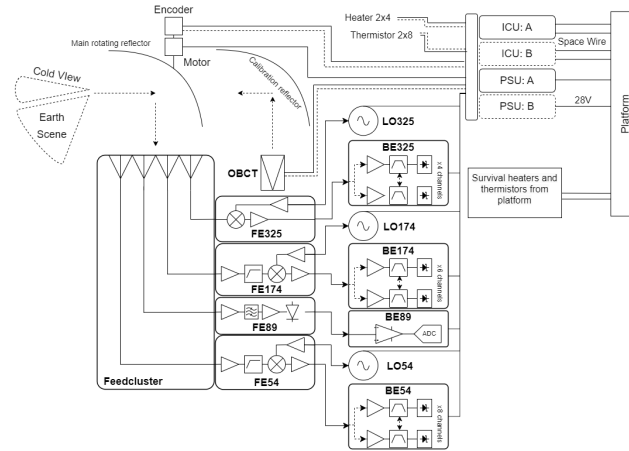 Encoder
Main rotating reflector
Motor
Calibration reflector
Cold View
Earth
Scene
Heater 2x4
Thermistor 2x8
ICU: A
ICU: B
PSU: A
PSU: B
Space Wire
28V
Platform
OBCT
LO325
BE325
x4 channels
FE325
Survival heaters and
thermistors from
platform
LO174
BE174
x6 channels
FE174
BE89
ADC
FE89
LO54
FE54
BE54
x8 channels
Feedcluster